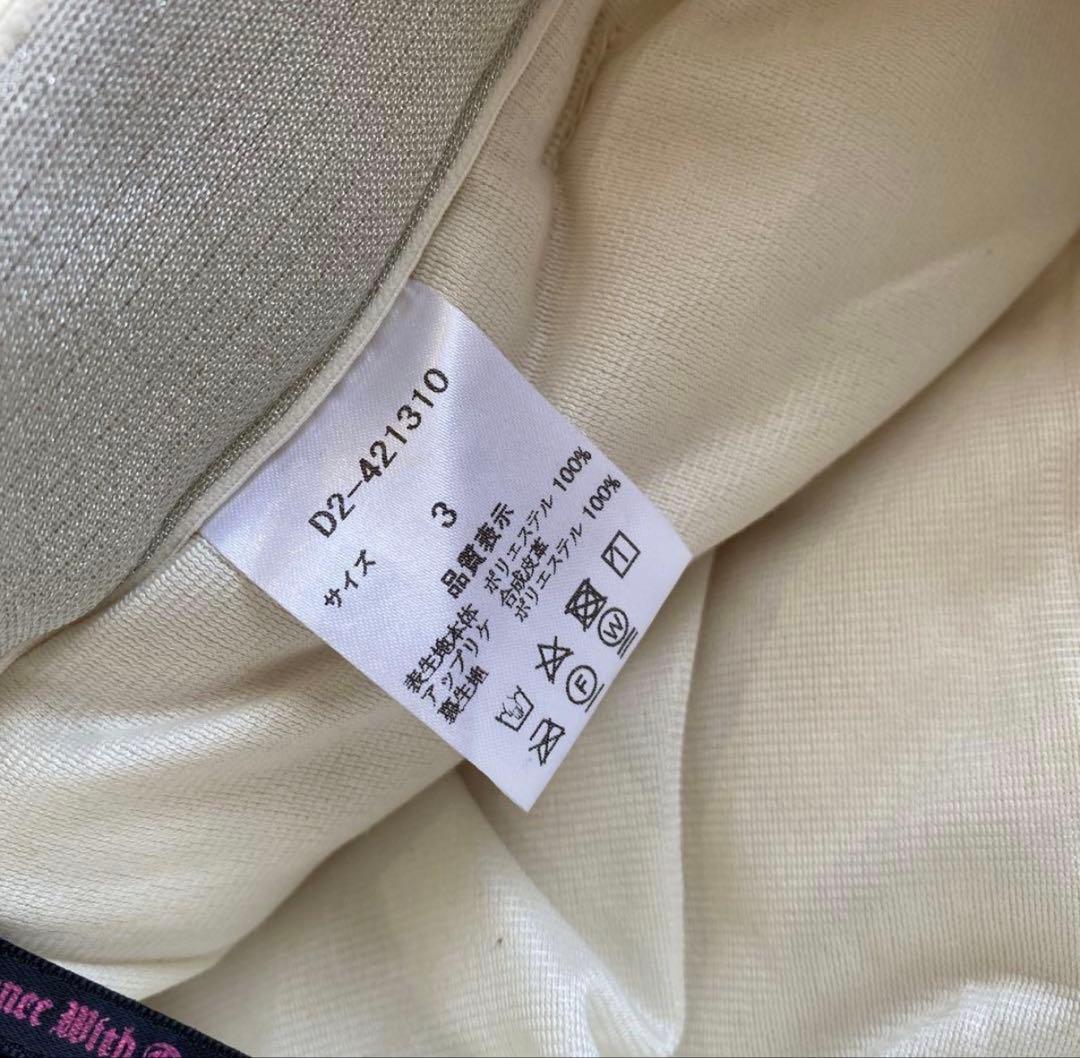 D2-421310
サイズ 3
品質表示
表生地本体 ポリエステル 100%
アップリケ 合成皮革
裏生地 ポリエステル 100%
W
F
With